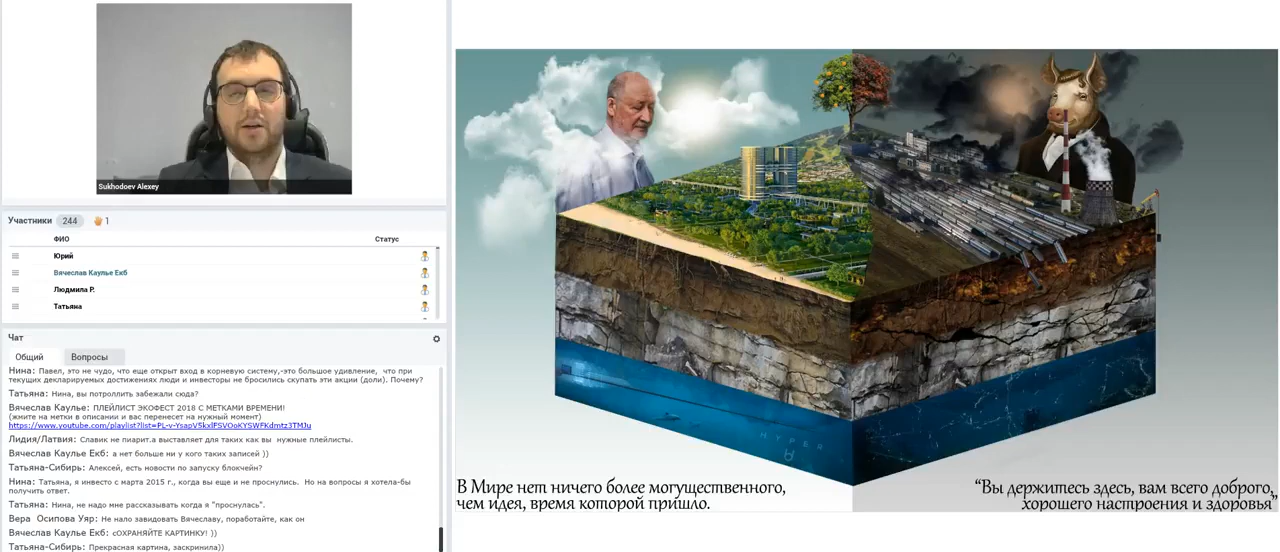 Sukhodoev Alexey
Участники 244 1
ФИО Статус
Юрий
Вячеслав Каулье Екб
Людмила Р.
Татьяна
Чат
Общий Вопросы
Нина: Павел, это не чудо, что еще открыт вход в корневую систему,-это большое удивление, что при
текущих декларируемых достижениях люди и инвесторы не бросились скупать эти акции (доли). Почему?
Татьяна: Нина, вы потроллить забежали сюда?
Вячеслав Каулье: ПЛЕЙЛИСТ ЭКОФЕСТ 2018 С МЕТКАМИ ВРЕМЕНИ!
(жмите на метки в описании и вас перенесет на нужный момент)
https://www.youtube.com/playlist?list=PL-v-YsapV5kxlFSVOoKYSWFKdmtz3TMJu
Лидия/Латвия: Славик не пиарит.а выставляет для таких как вы нужные плейлисты.
Вячеслав Каулье Екб: а нет больше ни у кого таких записей ))
Татьяна-Сибирь: Алексей, есть новости по запуску блокчейн?
Нина: Татьяна, я инвесто с марта 2015 г., когда вы еще и не проснулись. Но на вопросы я хотела-бы
получить ответ.
Татьяна: Нина, не надо мне рассказывать когда я "проснулась".
Вера Осипова Уяр: Не нало завидовать Вячеславу, поработайте, как он
Вячеслав Каулье Екб: сОХРАНЯЙТЕ КАРТИНКУ! ))
Татьяна-Сибирь: Прекрасная картина, заскринила))
HYPER
В Мире нет ничего более могущественного,
чем идея, время которой пришло.
“Вы держитесь здесь, вам всего доброго,
хорошего настроения и здоровья”